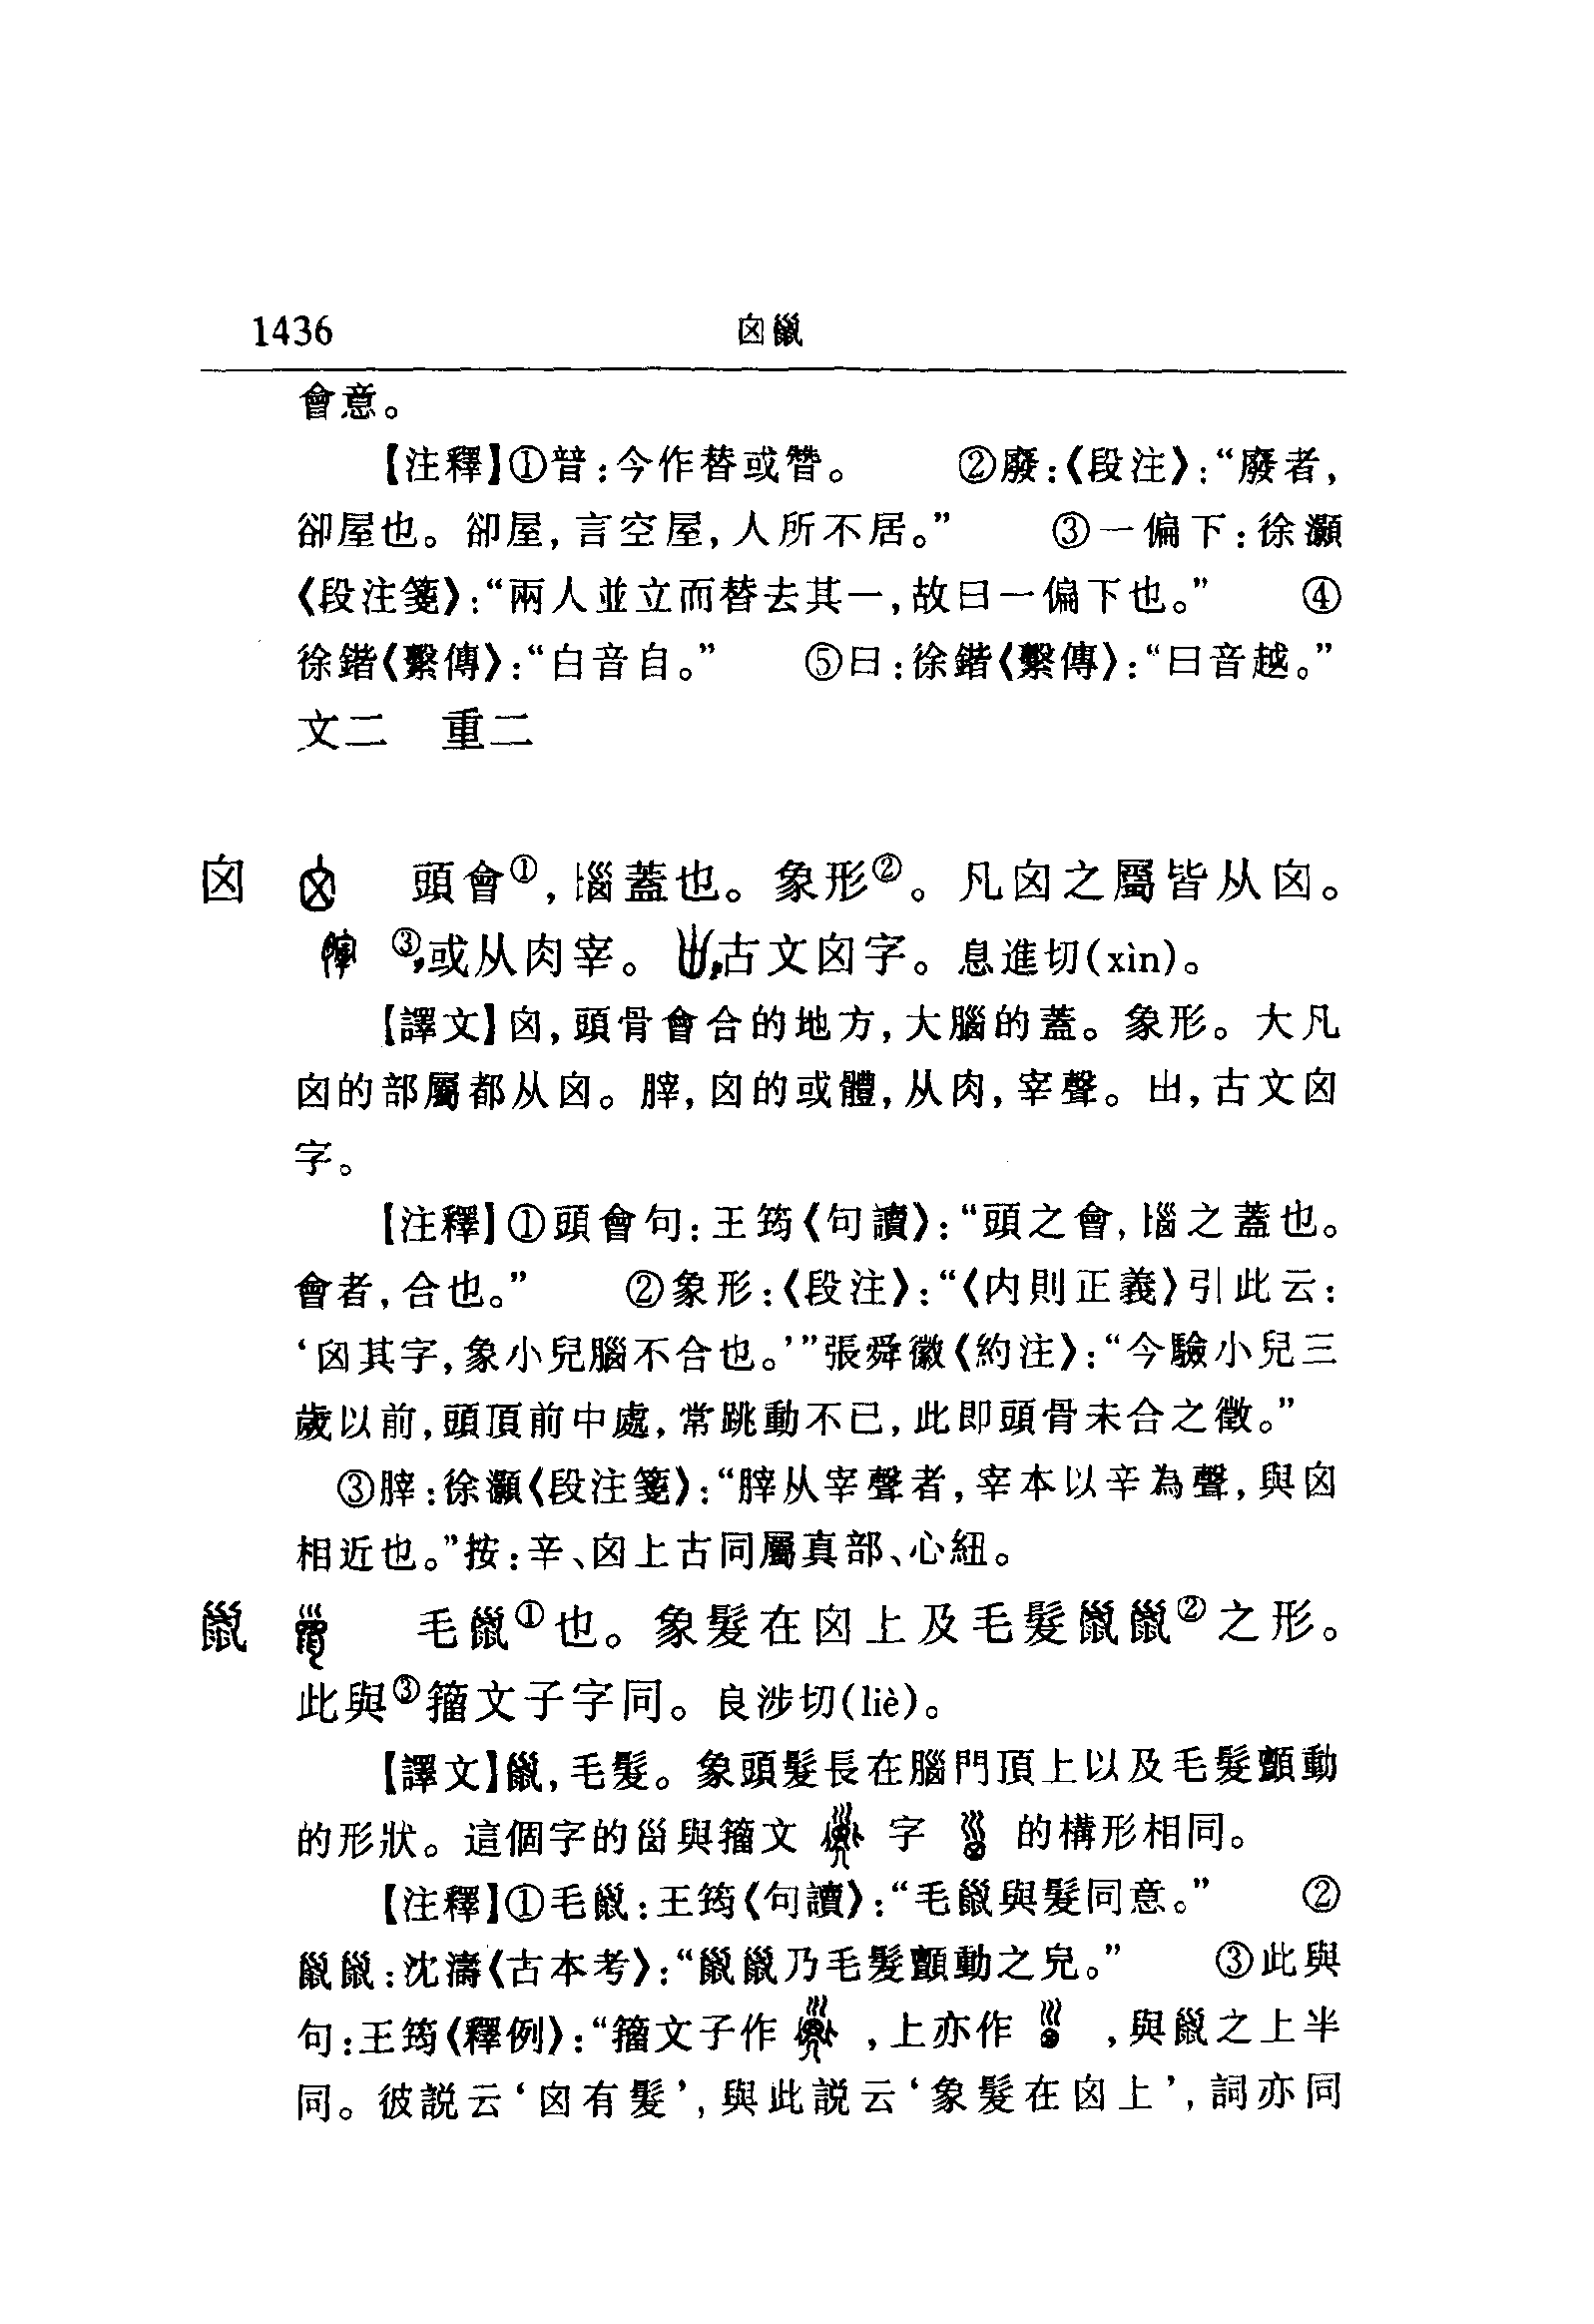 1436 囟巤
會意。
【注釋】①暜：今作替或朁。 ②廢：《段注》：“廢者，
卻屋也。卻屋，言空屋，人所不居。” ③一偏下：徐灝
《段注箋》：“兩人並立而替去其一，故曰一偏下也。” ④
徐鍇《繫傳》：“白音自。” ⑤曰：徐鍇《繫傳》：“曰音越。”
文二 重二
囟 頭會①，𡺿蓋也。象形②。凡囟之屬皆从囟。
③，或从肉宰。 ，古文囟字。息進切(xìn)。
【譯文】囟，頭骨會合的地方，大腦的蓋。象形。大凡
囟的部屬都从囟。膟，囟的或體，从肉，宰聲。出，古文囟
字。
【注釋】①頭會句：王筠《句讀》：“頭之會，𡺿之蓋也。
會者，合也。” ②象形：《段注》：“《内則正義》引此云：
‘囟其字，象小兒腦不合也。’”張舜徽《約注》：“今驗小兒三
歲以前，頭頂前中處，常跳動不已，此即頭骨未合之徵。”
③䏁：徐灝《段注箋》：“䏁从宰聲者，宰本以辛為聲，與囟
相近也。”按：辛、囟上古同屬真部、心紐。
巤 毛巤①也。象髮在囟上及毛髮巤巤②之形。
此與③籀文子字同。良涉切(liè)。
【譯文】巤，毛髮。象頭髮長在腦門頂上以及毛髮顫動
的形狀。這個字的甾與籀文 字 的構形相同。
【注釋】①毛巤：王筠《句讀》：“毛巤與髮同意。” ②
巤巤：沈濤《古本考》：“巤巤乃毛髮顫動之皃。” ③此與
句：王筠《釋例》：“籀文子作 ，上亦作 ，與巤之上半
同。彼説云‘囟有髮’，與此説云‘象髮在囟上’，詞亦同